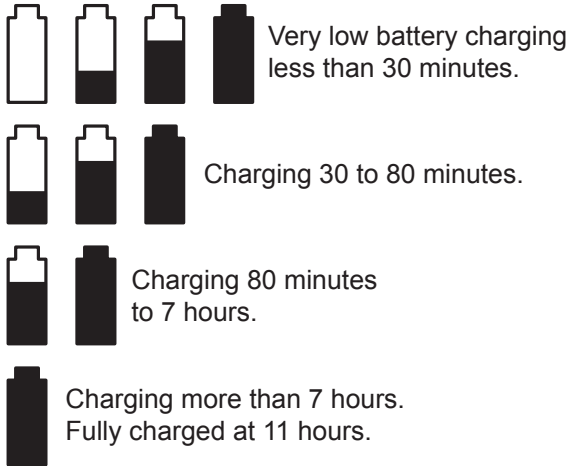 Very low battery charging
less than 30 minutes.
Charging 30 to 80 minutes.
Charging 80 minutes
to 7 hours.
Charging more than 7 hours.
Fully charged at 11 hours.